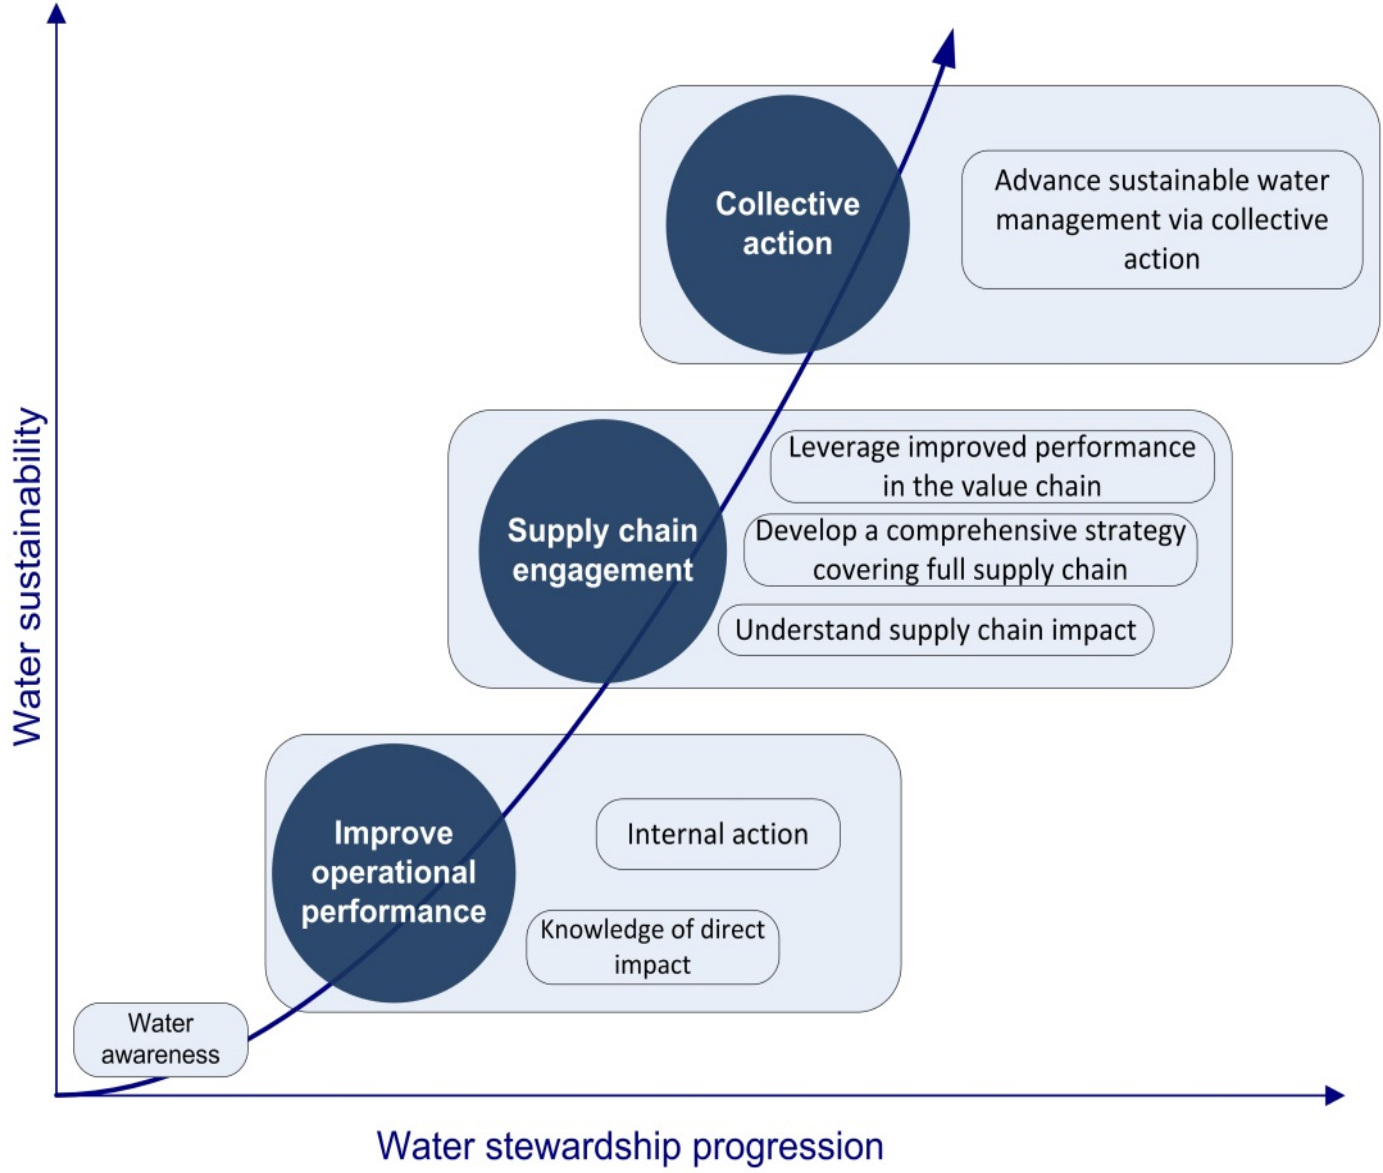 Collective
action
Advance sustainable water
management via collective
action
Supply chain
engagement
Leverage improved performance
in the value chain
Develop a comprehensive strategy
covering full supply chain
Understand supply chain impact
Improve
operational
performance
Internal action
Knowledge of direct
impact
Water
awareness
Water sustainability
Water stewardship progression